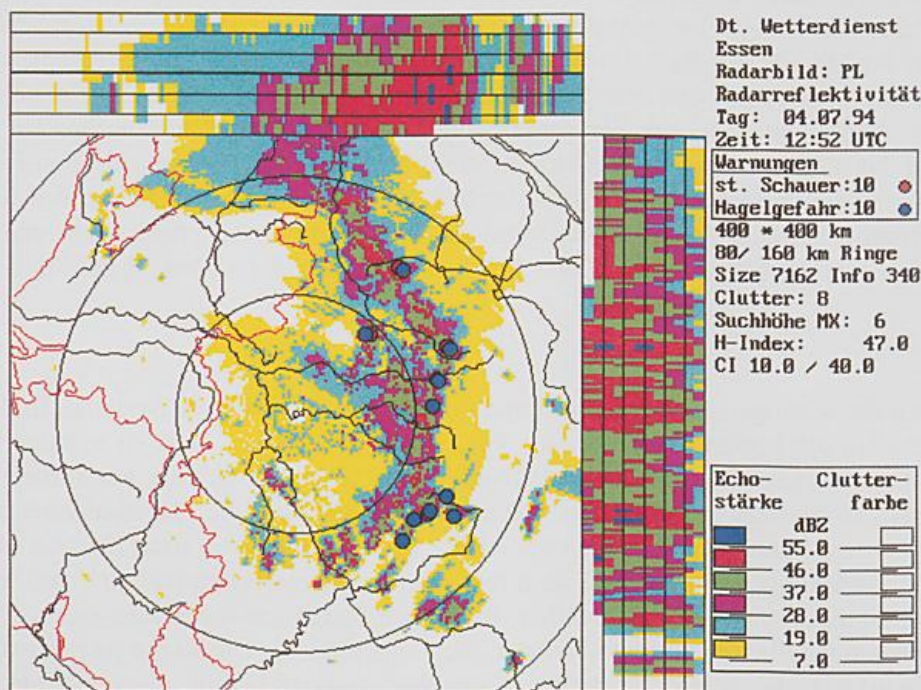 Dt. Wetterdienst
Essen
Radarbild: PL
Radarreflektivität
Tag: 04.07.94
Zeit: 12:52 UTC
Warnungen
st. Schauer:10
Hagelgefahr:10
400 * 400 km
80/ 160 km Ringe
Size 7162 Info 340
Clutter: 8
Suchhöhe MX: 6
H-Index: 47.0
CI 10.0 / 40.0
Echo- Clutter-
stärke farbe
dBZ
55.0
46.0
37.0
28.0
19.0
7.0